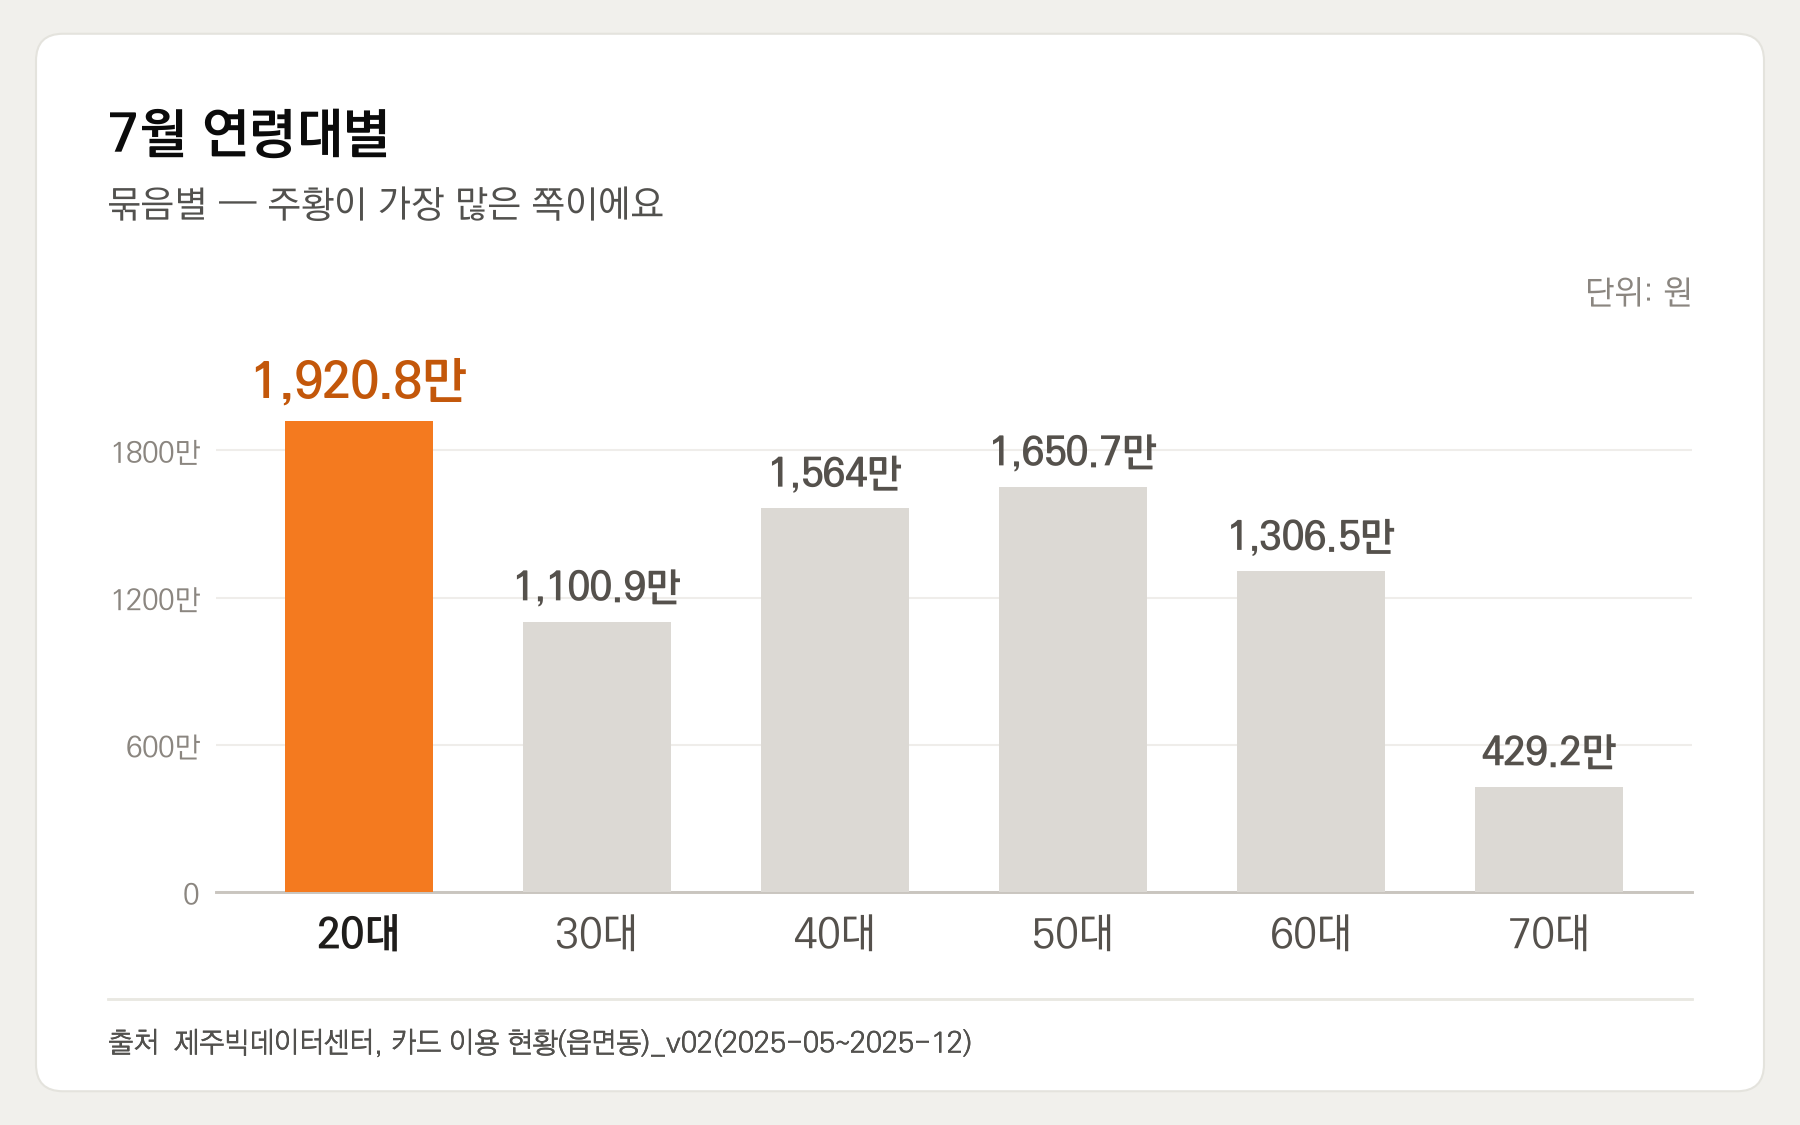 7월 연령대별
묶음별 — 주황이 가장 많은 쪽이에요
단위: 원
1,920.8만
1,100.9만
1,564만
1,650.7만
1,306.5만
429.2만
1800만
1200만
600만
0
20대 30대 40대 50대 60대 70대
출처 제주빅데이터센터, 카드 이용 현황(읍면동)_v02(2025-05~2025-12)